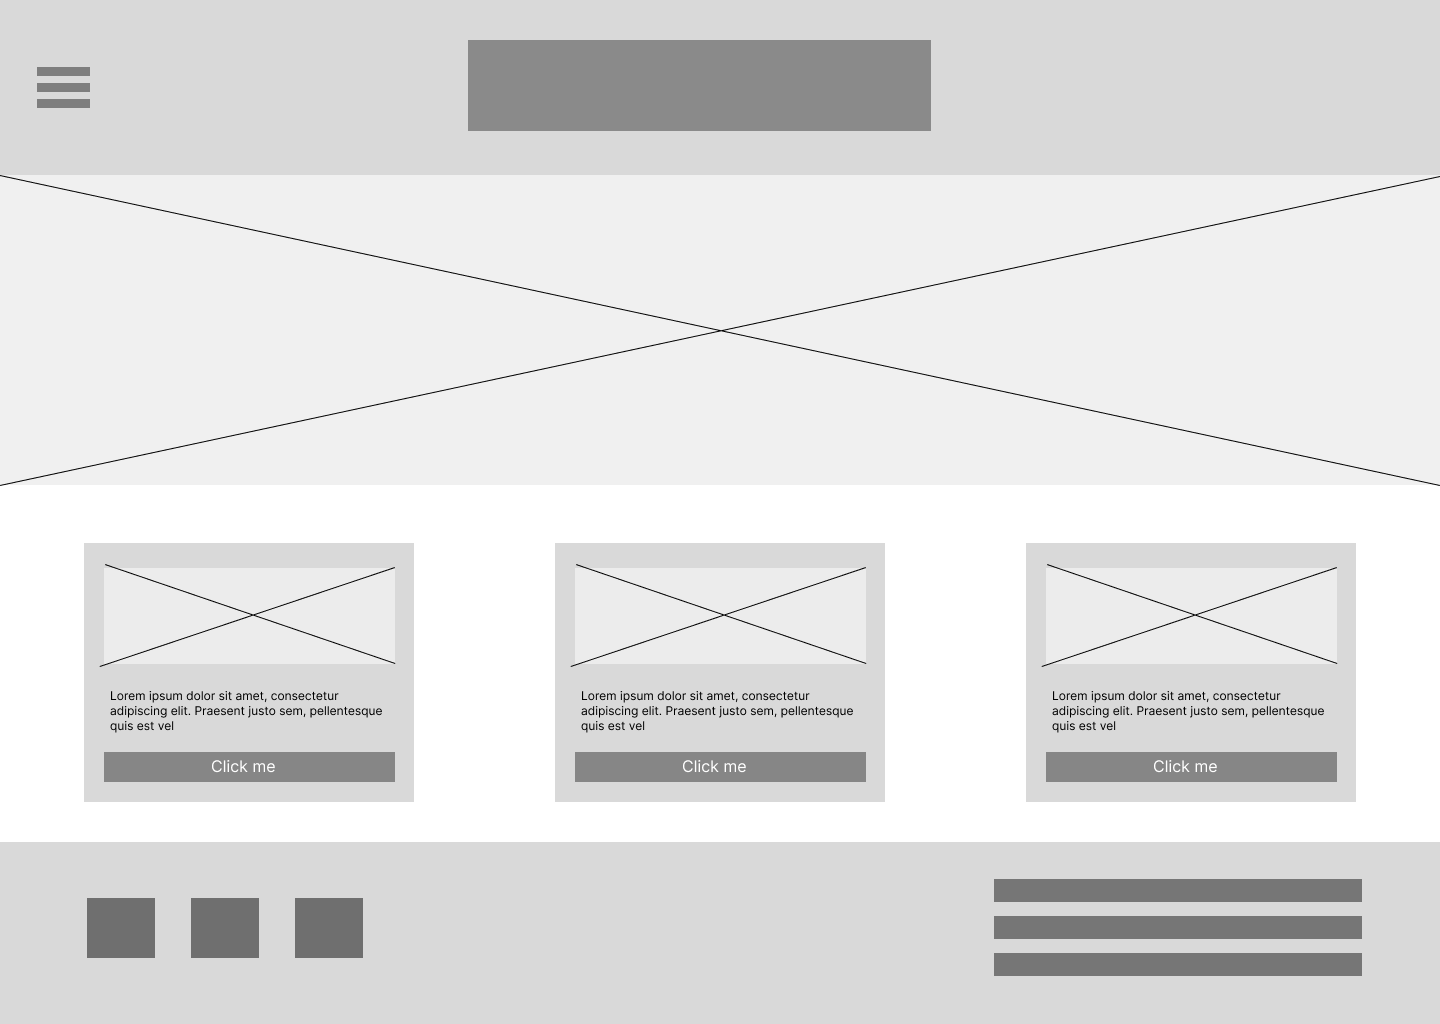 Lorem ipsum dolor sit amet, consectetur
adipiscing elit. Praesent justo sem, pellentesque
quis est vel
Click me
Lorem ipsum dolor sit amet, consectetur
adipiscing elit. Praesent justo sem, pellentesque
quis est vel
Click me
Lorem ipsum dolor sit amet, consectetur
adipiscing elit. Praesent justo sem, pellentesque
quis est vel
Click me